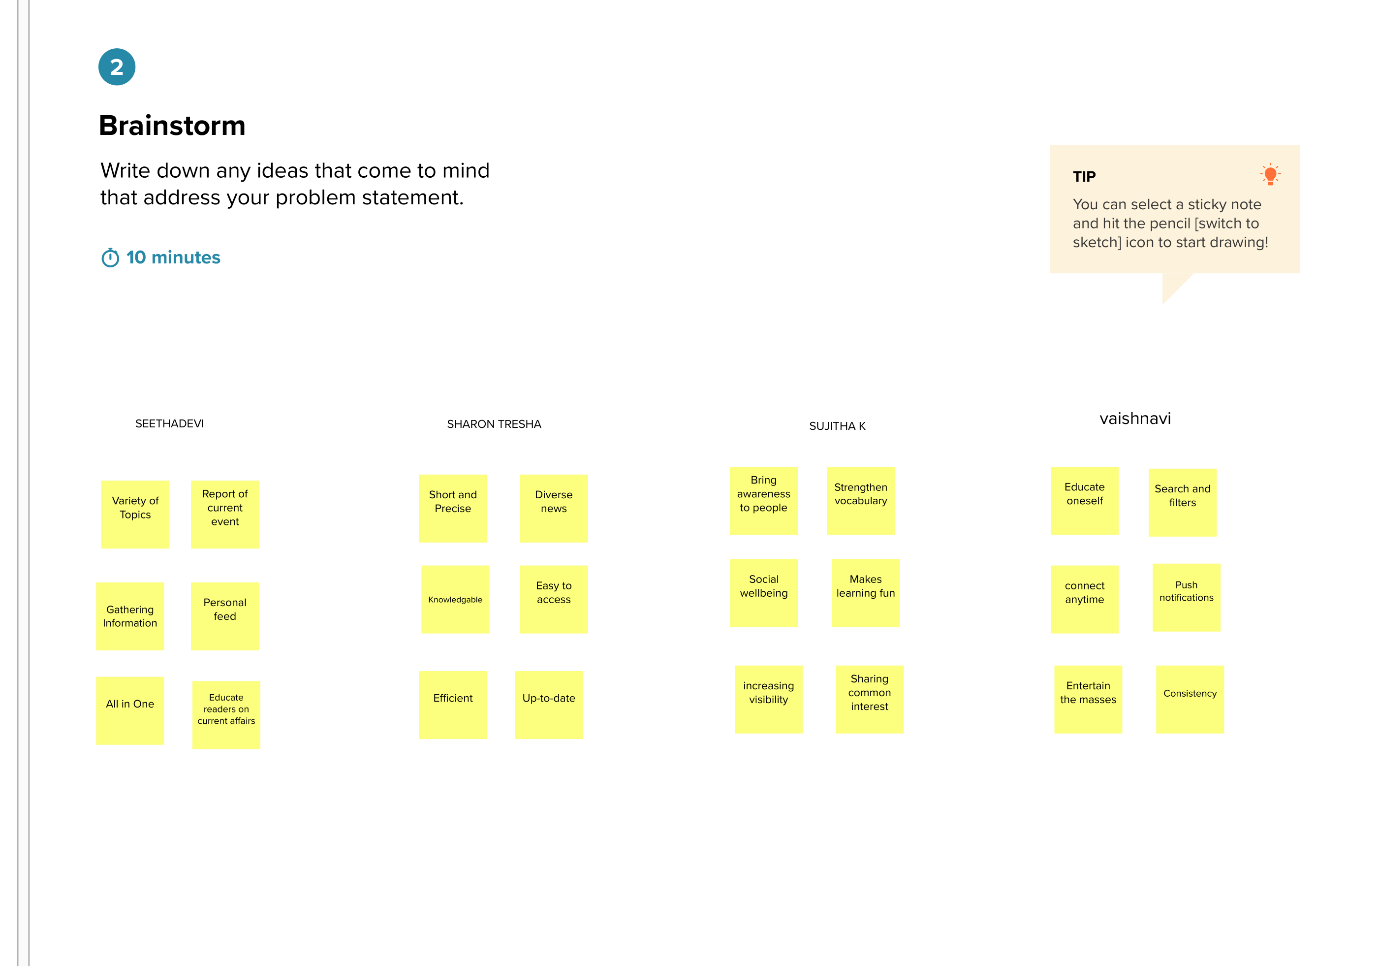 2
Brainstorm
Write down any ideas that come to mind
that address your problem statement.
10 minutes
TIP
You can select a sticky note
and hit the pencil [switch to
sketch] icon to start drawing!
SEETHADEVI
Variety of
Topics
Report of
current
event
Gathering
Information
Personal
feed
All in One
Educate
readers on
current affairs
SHARON TRESHA
Short and
Precise
Diverse
news
Knowledgable
Easy to
access
Efficient
Up-to-date
SUJITHA K
Bring
awareness
to people
Strengthen
vocabulary
Social
wellbeing
Makes
learning fun
increasing
visibility
Sharing
common
interest
vaishnavi
Educate
oneself
Search and
filters
connect
anytime
Push
notifications
Entertain
the masses
Consistency